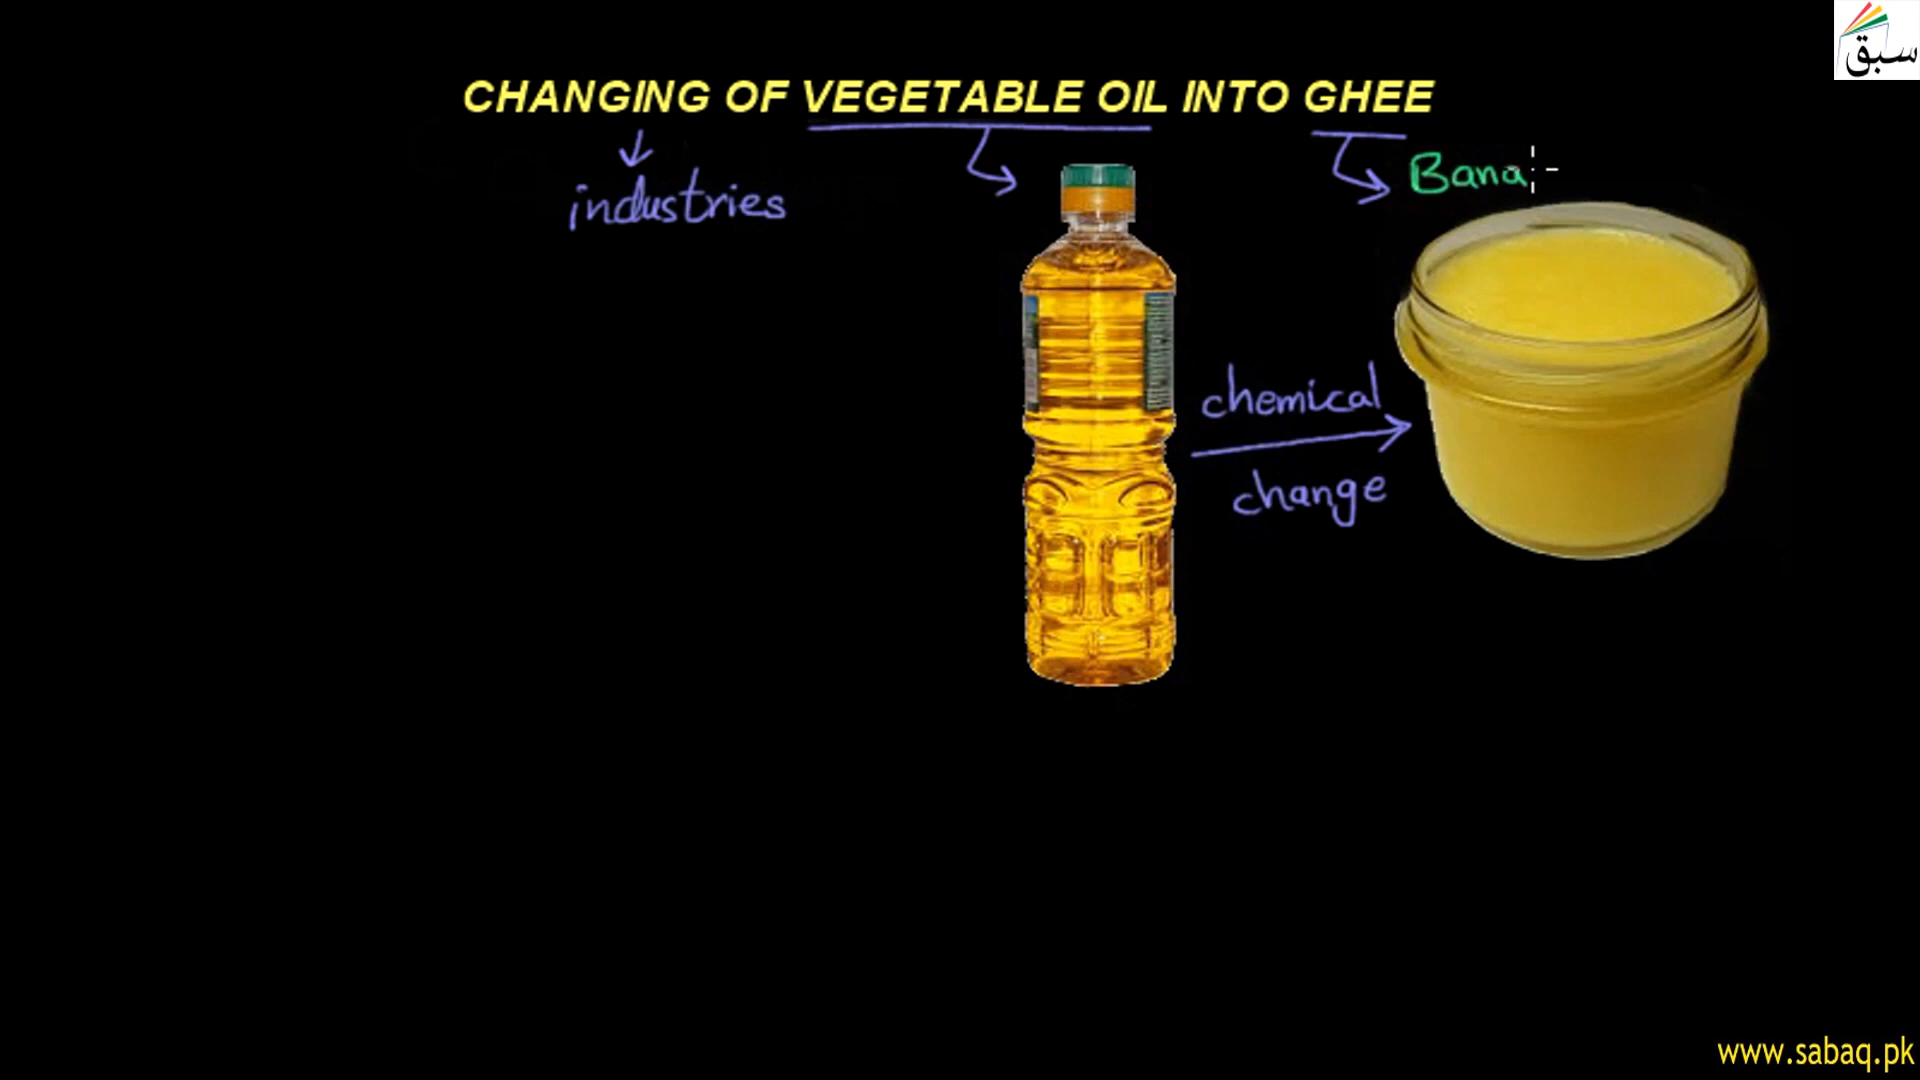 سبق
CHANGING OF VEGETABLE OIL INTO GHEE
industries
Bana
chemical
change
www.sabaq.pk